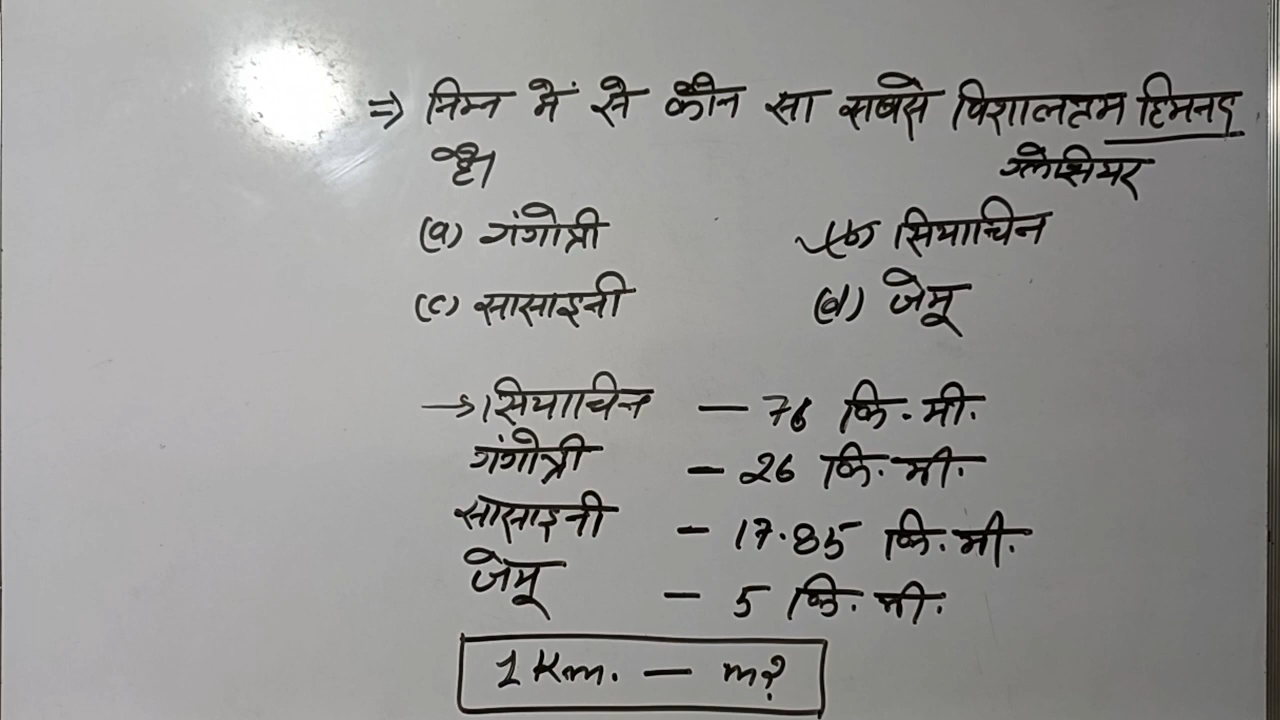 ⇒ निम्न में से कौन सा सबसे विशालतम हिमनद
है। ग्लेशियर
(a) गंगोत्री (b) सियाचिन
(c) सासाइनी (d) जेमू
→ सियाचिन — 76 कि.मी.
गंगोत्री — 26 कि.मी.
सासाइनी — 17.85 कि.मी.
जेमू — 5 कि.मी.
1 Km. — m?